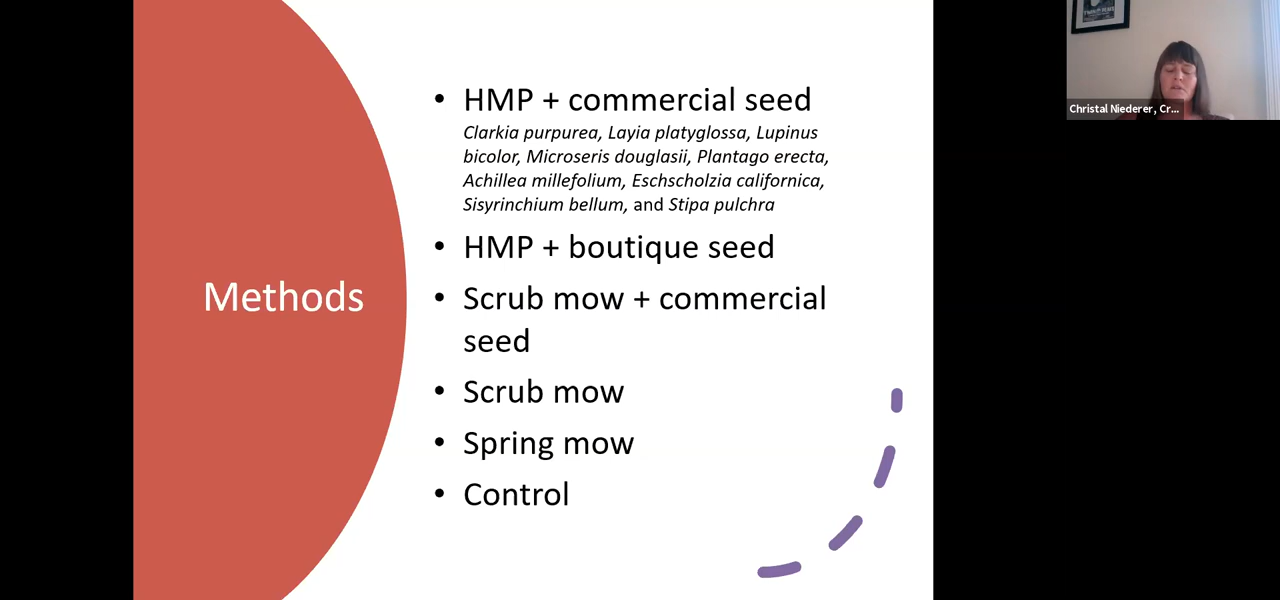 Methods
• HMP + commercial seed
Clarkia purpurea, Layia platyglossa, Lupinus
bicolor, Microseris douglasii, Plantago erecta,
Achillea millefolium, Eschscholzia californica,
Sisyrinchium bellum, and Stipa pulchra
• HMP + boutique seed
• Scrub mow + commercial
seed
• Scrub mow
• Spring mow
• Control
Christal Niederer, Cr...